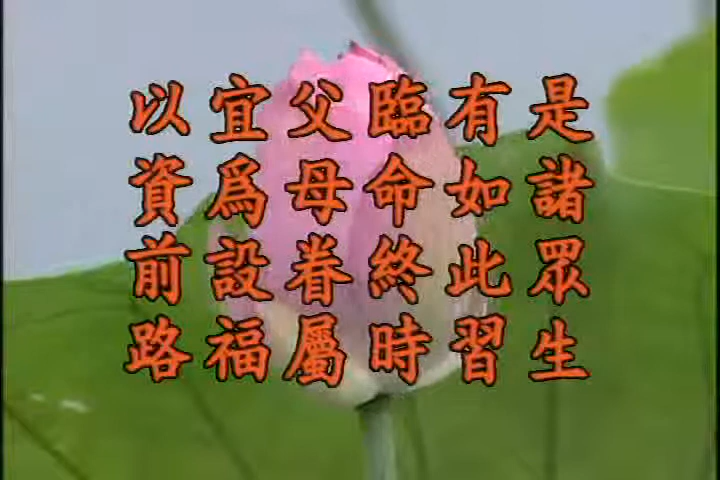 是諸眾生
有如此習
臨命終時
父母眷屬
宜爲設福
以資前路